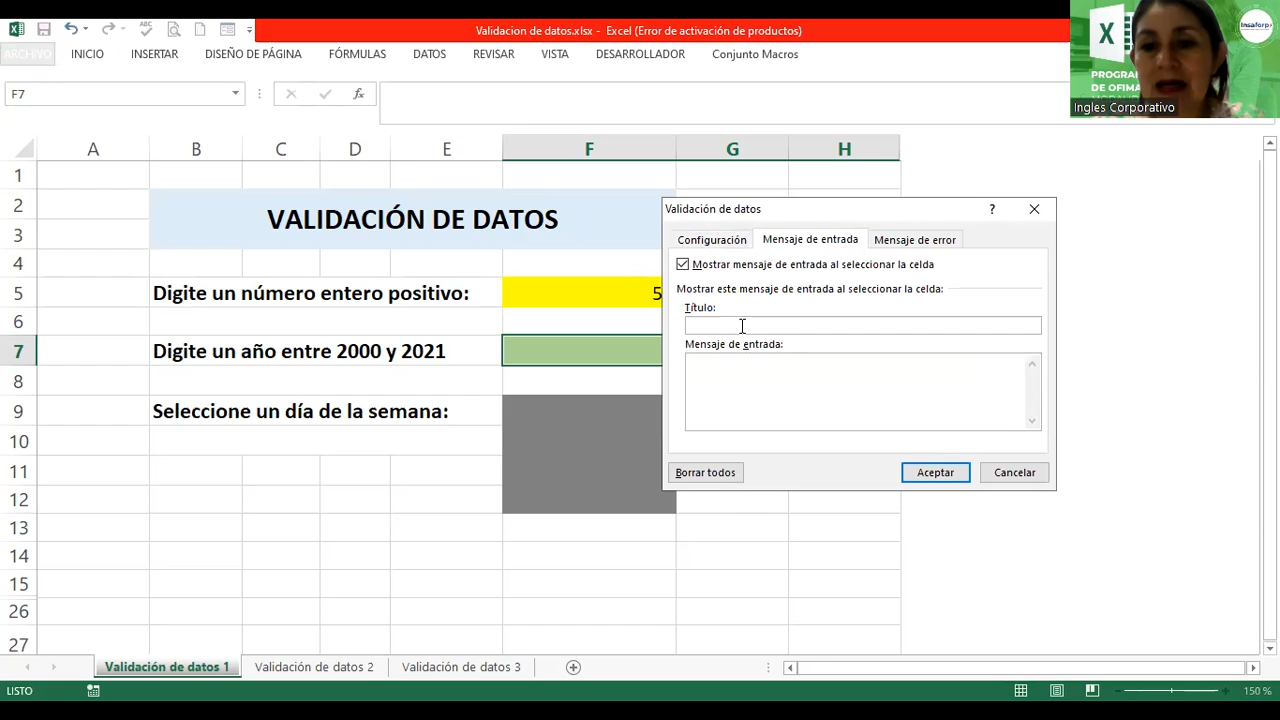 Validacion de datos.xlsx - Excel (Error de activación de productos)
ARCHIVO INICIO INSERTAR DISEÑO DE PÁGINA FÓRMULAS DATOS REVISAR VISTA DESARROLLADOR Conjunto Macros
F7
fx
A B C D E F G H
1
2
VALIDACIÓN DE DATOS
3
4
5 Digite un número entero positivo: 5
6
7 Digite un año entre 2000 y 2021
8
9 Seleccione un día de la semana:
10
11
12
13
14
15
26
27
Validación de datos
?
Configuración Mensaje de entrada Mensaje de error
Mostrar mensaje de entrada al seleccionar la celda
Mostrar este mensaje de entrada al seleccionar la celda:
Título:
Mensaje de entrada:
Borrar todos Aceptar Cancelar
Insaforp
X
Ingles Corporativo
Validación de datos 1 Validación de datos 2 Validación de datos 3
LISTO
150 %